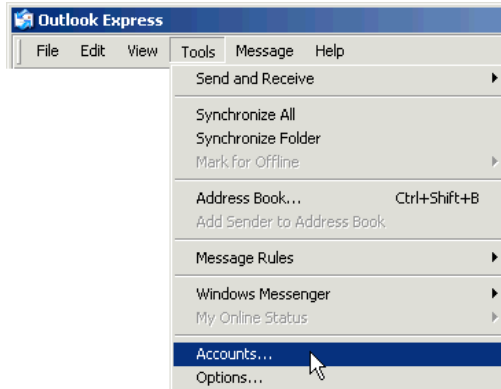 Outlook Express
File Edit View Tools Message Help
Send and Receive
Synchronize All
Synchronize Folder
Mark for Offline
Address Book... Ctrl+Shift+B
Add Sender to Address Book
Message Rules
Windows Messenger
My Online Status
Accounts...
Options...